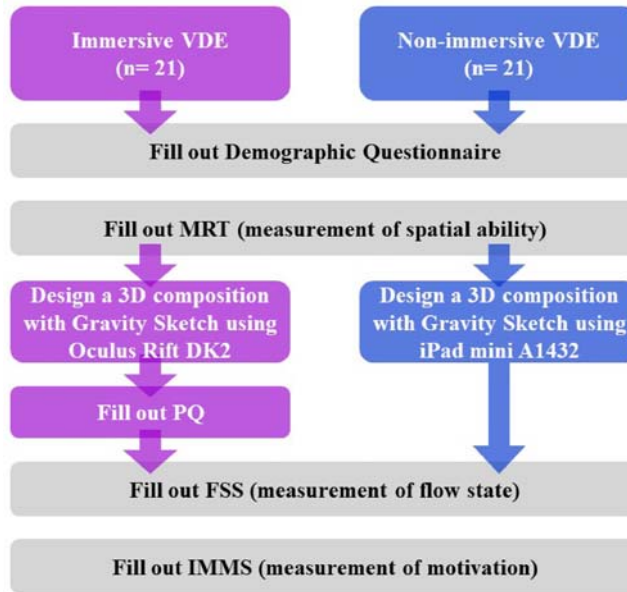 Immersive VDE
(n= 21)
Non-immersive VDE
(n= 21)
Fill out Demographic Questionnaire
Fill out MRT (measurement of spatial ability)
Design a 3D composition
with Gravity Sketch using
Oculus Rift DK2
Design a 3D composition
with Gravity Sketch using
iPad mini A1432
Fill out PQ
Fill out FSS (measurement of flow state)
Fill out IMMS (measurement of motivation)